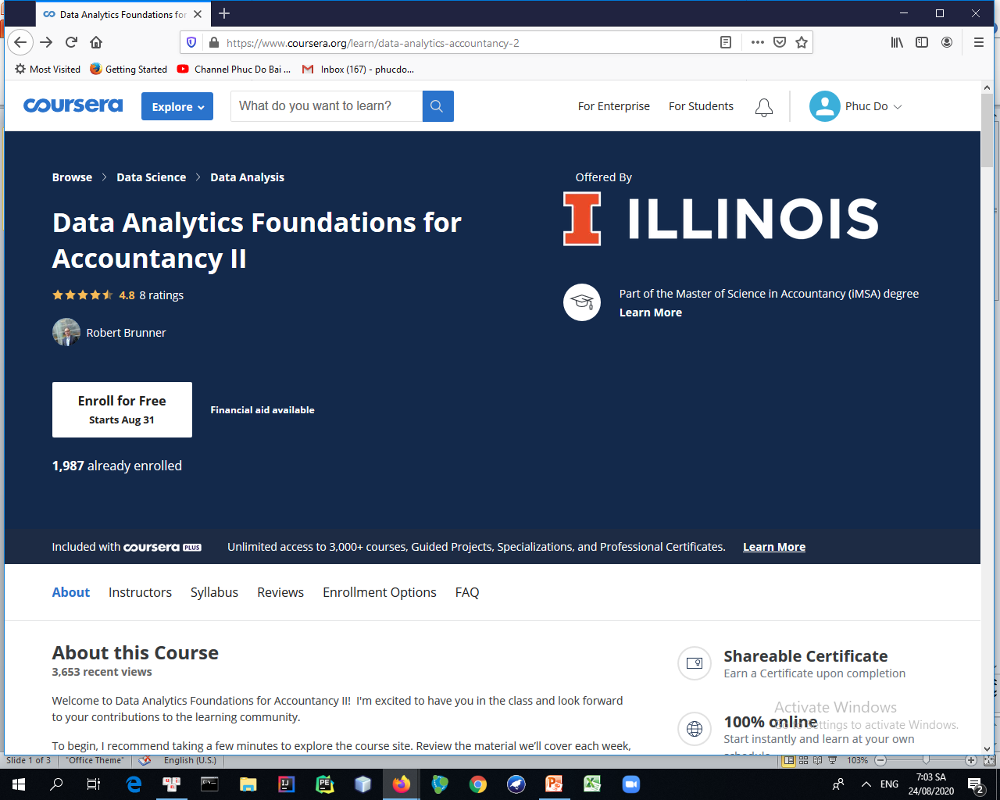 Data Analytics Foundations for
https://www.coursera.org/learn/data-analytics-accountancy-2
Most Visited
Getting Started
Channel Phuc Do Bai ...
Inbox (167) - phucdo...
coursera
Explore
What do you want to learn?
For Enterprise
For Students
Phuc Do
Browse
Data Science
Data Analysis
Offered By
ILLINOIS
Data Analytics Foundations for
Accountancy II
Part of the Master of Science in Accountancy (iMSA) degree
Learn More
4.8 8 ratings
Robert Brunner
Enroll for Free
Starts Aug 31
Financial aid available
1,987 already enrolled
Included with coursera PLUS
Unlimited access to 3,000+ courses, Guided Projects, Specializations, and Professional Certificates.
Learn More
About
Instructors
Syllabus
Reviews
Enrollment Options
FAQ
About this Course
3,653 recent views
Welcome to Data Analytics Foundations for Accountancy II! I'm excited to have you in the class and look forward
to your contributions to the learning community.
To begin, I recommend taking a few minutes to explore the course site. Review the material we'll cover each week,
Shareable Certificate
Earn a Certificate upon completion
100% online
Start instantly and learn at your own
schedule
Activate Windows
Go to Settings to activate Windows.
Slide 1 of 3
"Office Theme"
English (U.S.)
103%
ENG
7:03 SA
24/08/2020
2